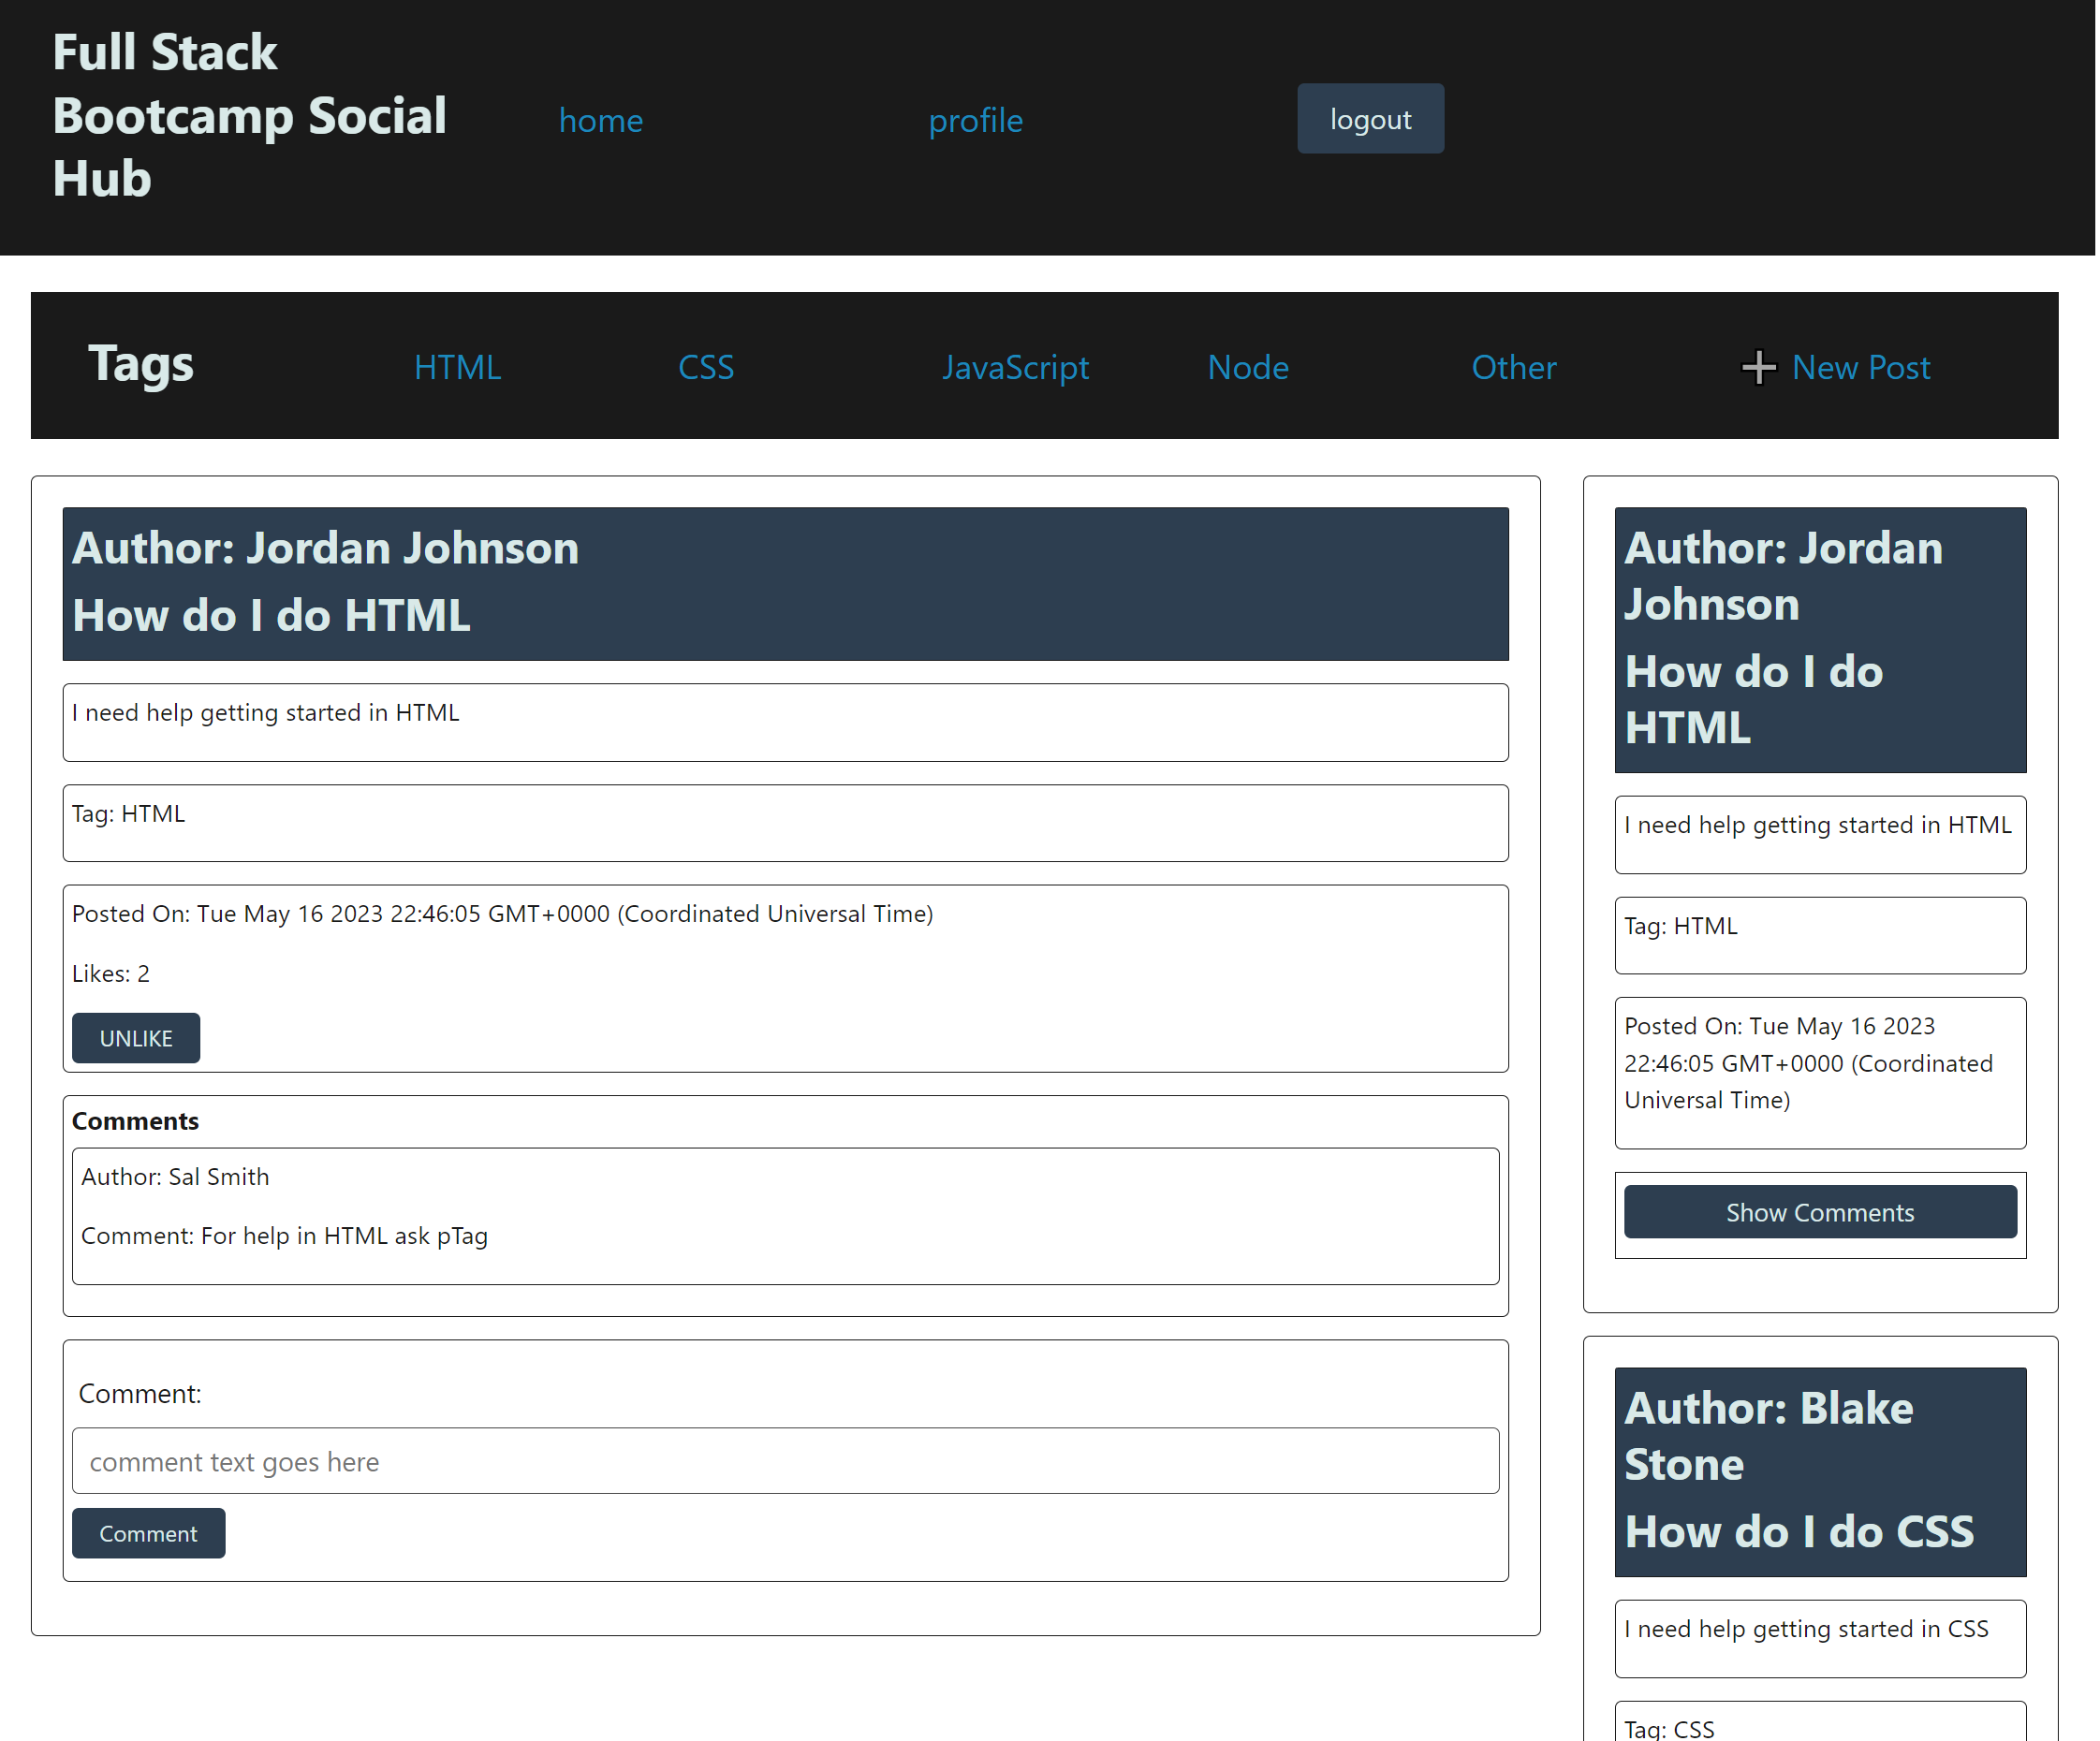 Full Stack
Bootcamp Social
Hub
home
profile
logout
Tags
HTML
CSS
JavaScript
Node
Other
New Post
Author: Jordan Johnson
How do I do HTML
I need help getting started in HTML
Tag: HTML
Posted On: Tue May 16 2023 22:46:05 GMT+0000 (Coordinated Universal Time)
Likes: 2
UNLIKE
Comments
Author: Sal Smith
Comment: For help in HTML ask pTag
Comment:
comment text goes here
Comment
Author: Jordan
Johnson
How do I do
HTML
I need help getting started in HTML
Tag: HTML
Posted On: Tue May 16 2023
22:46:05 GMT+0000 (Coordinated
Universal Time)
Show Comments
Author: Blake
Stone
How do I do CSS
I need help getting started in CSS
Tag: CSS